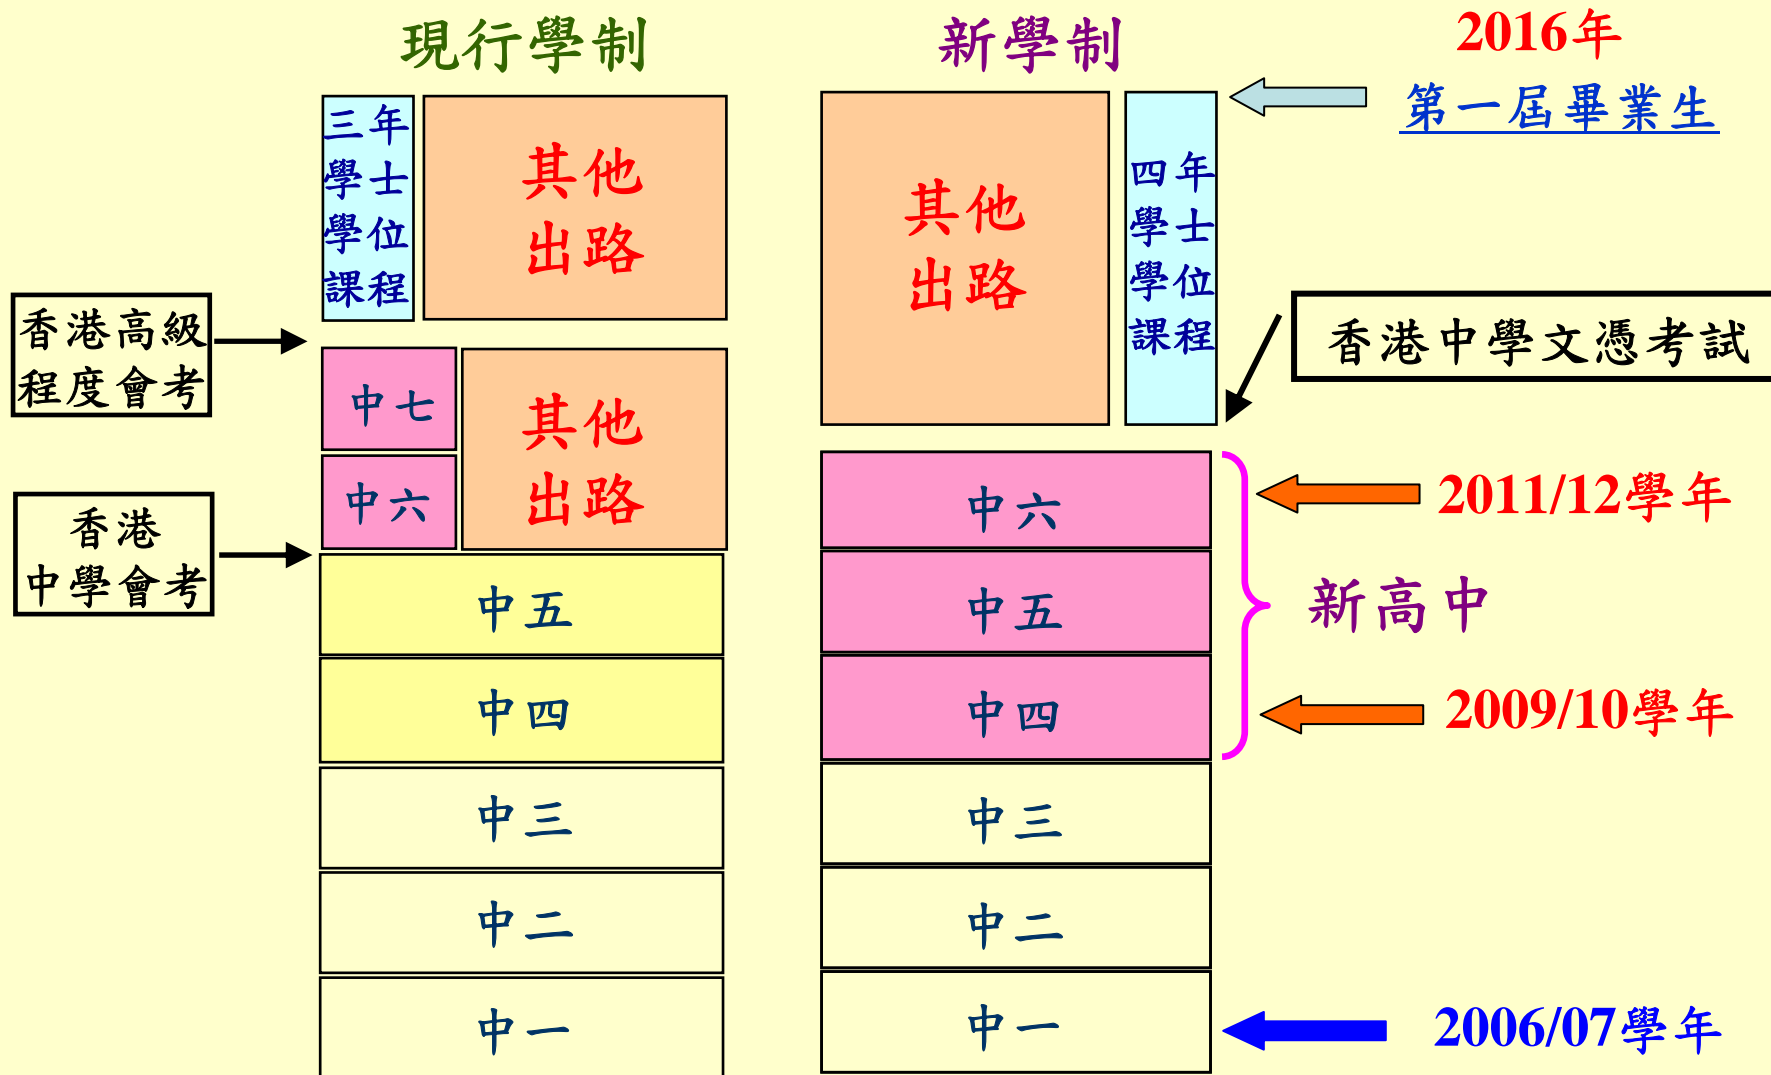 現行學制
三年
學士
學位
課程
其他
出路
香港高級
程度會考
中七
中六
其他
出路
香港
中學會考
中五
中四
中三
中二
中一
新學制
其他
出路
四年
學士
學位
課程
2016年
第一屆畢業生
香港中學文憑考試
中六
中五
中四
中三
中二
中一
2011/12學年
新高中
2009/10學年
2006/07學年